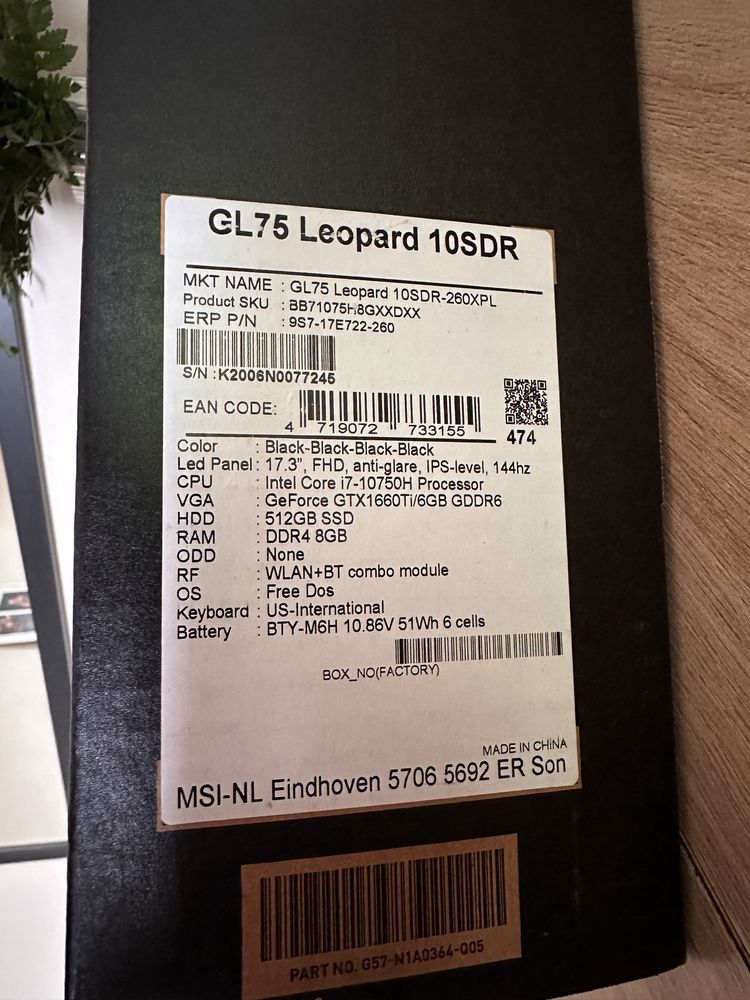 GL75 Leopard 10SDR
MKT NAME : GL75 Leopard 10SDR-260XPL
Product SKU : BB71075H8GXXDXX
ERP P/N : 9S7-17E722-260
S/N :K2006N0077245
EAN CODE: 4 719072 733155
474
Color : Black-Black-Black-Black
Led Panel : 17.3", FHD, anti-glare, IPS-level, 144hz
CPU : Intel Core i7-10750H Processor
VGA : GeForce GTX1660Ti/6GB GDDR6
HDD : 512GB SSD
RAM : DDR4 8GB
ODD : None
RF : WLAN+BT combo module
OS : Free Dos
Keyboard : US-International
Battery : BTY-M6H 10.86V 51Wh 6 cells
BOX_NO(FACTORY)
MADE IN CHINA
MSI-NL Eindhoven 5706 5692 ER Son
PART NO. G57-N1A0364-005